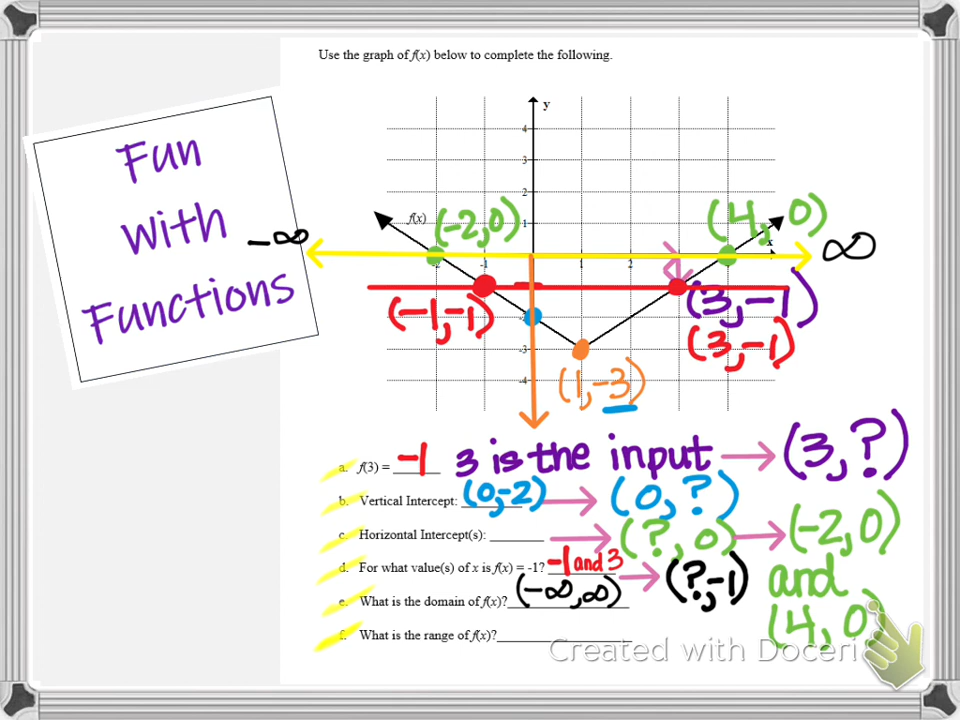 Use the graph of f(x) below to complete the following.
Fun
with
Functions
y
4
3
2
1
f(x)
(-2,0)
(4, 0)
x
-∞
∞
-2
-1
1
2
(-1,-1)
(3,-1)
(3,-1)
-3
-4
(1,-3)
a. f(3) = -1 3 is the input → (3,?)
b. Vertical Intercept: (0,-2) → (0,?)
c. Horizontal Intercept(s): ______ → (?,0) → (-2,0)
and
(4,0)
d. For what value(s) of x is f(x) = -1? -1 and 3 → (?,-1)
e. What is the domain of f(x)? (-∞,∞)
f. What is the range of f(x)?
Created with Doceri